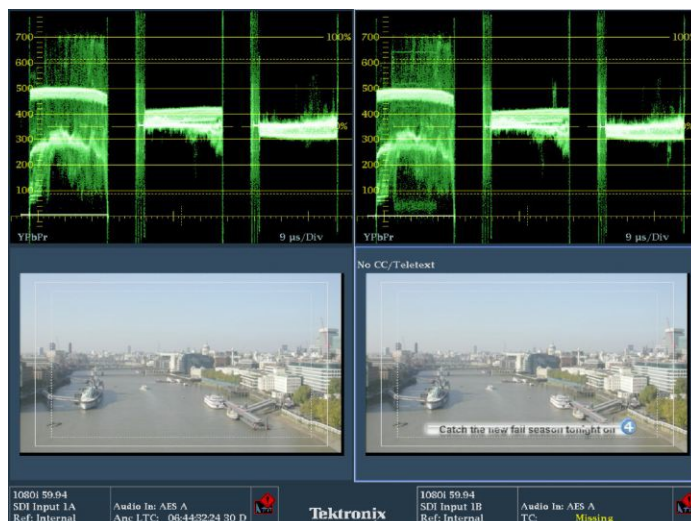 700
600
500
400
300
200
100
100%
0%
YPbPr
9 µs/Div
700
600
500
400
300
200
100
100%
0%
YPbPr
9 µs/Div
No CC/Teletext
Catch the new fall season tonight on 4
1080i 59.94
SDI Input 1A
Ref: Internal
Audio In: AES A
Anc LTC: 06:44:32:24 30 D
Tektronix
1080i 59.94
SDI Input 1B
Ref: Internal
Audio In: AES A
TC: Missing